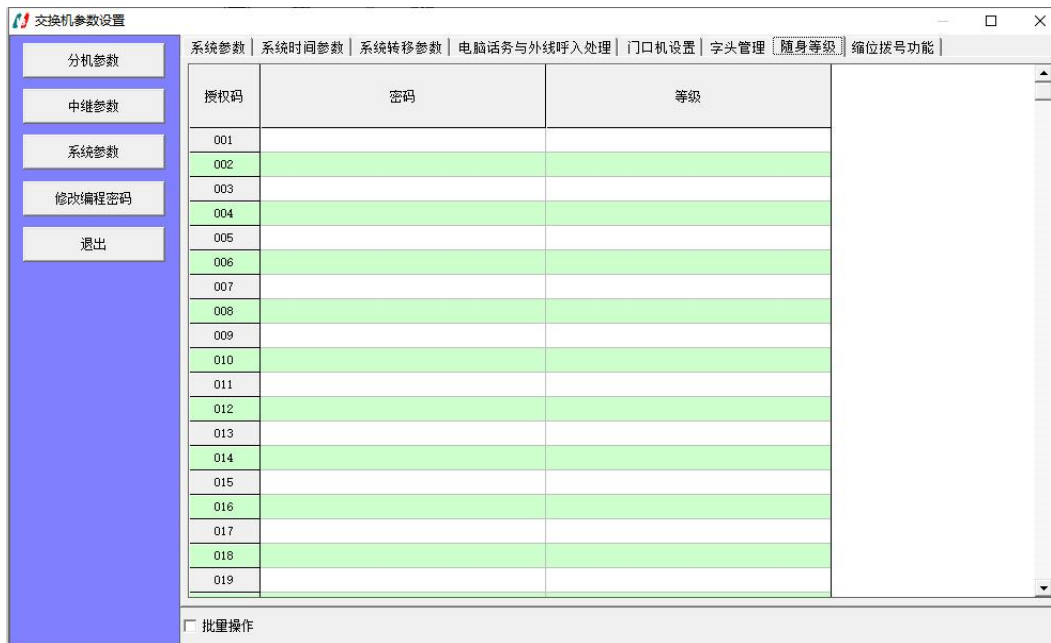 交换机参数设置
分机参数
中继参数
系统参数
修改编程密码
退出
系统参数 系统时间参数 系统转移参数 电脑话务与外线呼入处理 门口机设置 字头管理 随身等级 缩位拨号功能
授权码 密码 等级
001
002
003
004
005
006
007
008
009
010
011
012
013
014
015
016
017
018
019
批量操作